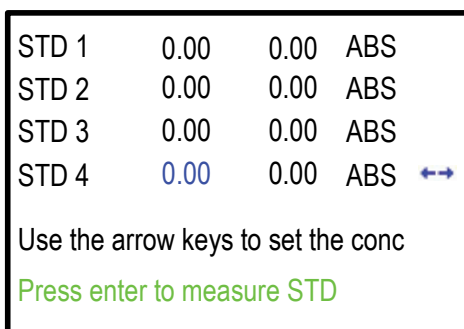 STD 1 0.00 0.00 ABS
STD 2 0.00 0.00 ABS
STD 3 0.00 0.00 ABS
STD 4 0.00 0.00 ABS ↔
Use the arrow keys to set the conc
Press enter to measure STD